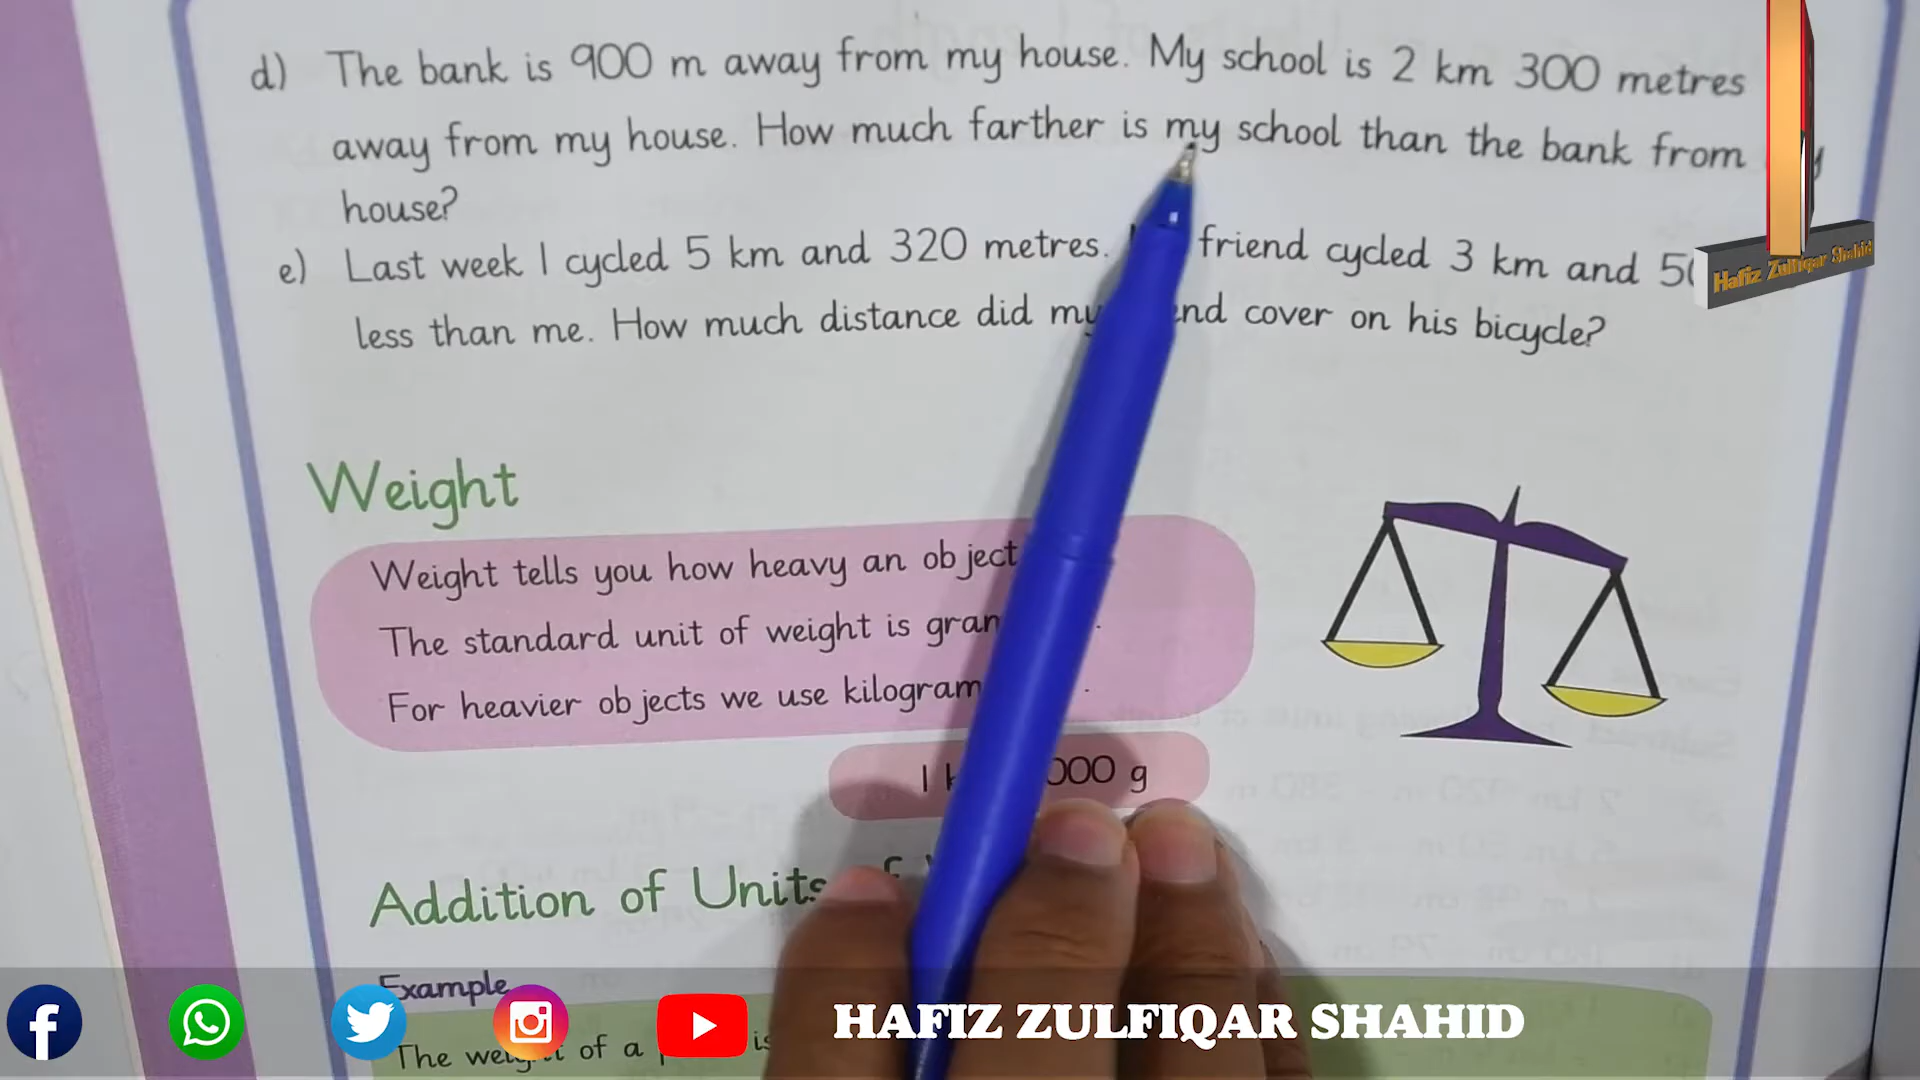 d) The bank is 900 m away from my house. My school is 2 km 300 metres
away from my house. How much farther is my school than the bank from
house?
e) Last week I cycled 5 km and 320 metres. friend cycled 3 km and
less than me. How much distance did my cover on his bicycle?
Hafiz Zulfiqar Shahid
Weight
Weight tells you how heavy an object
The standard unit of weight is
For heavier objects we use
1 g
Addition of Units
Example
The of a
HAFIZ ZULFIQAR SHAHID